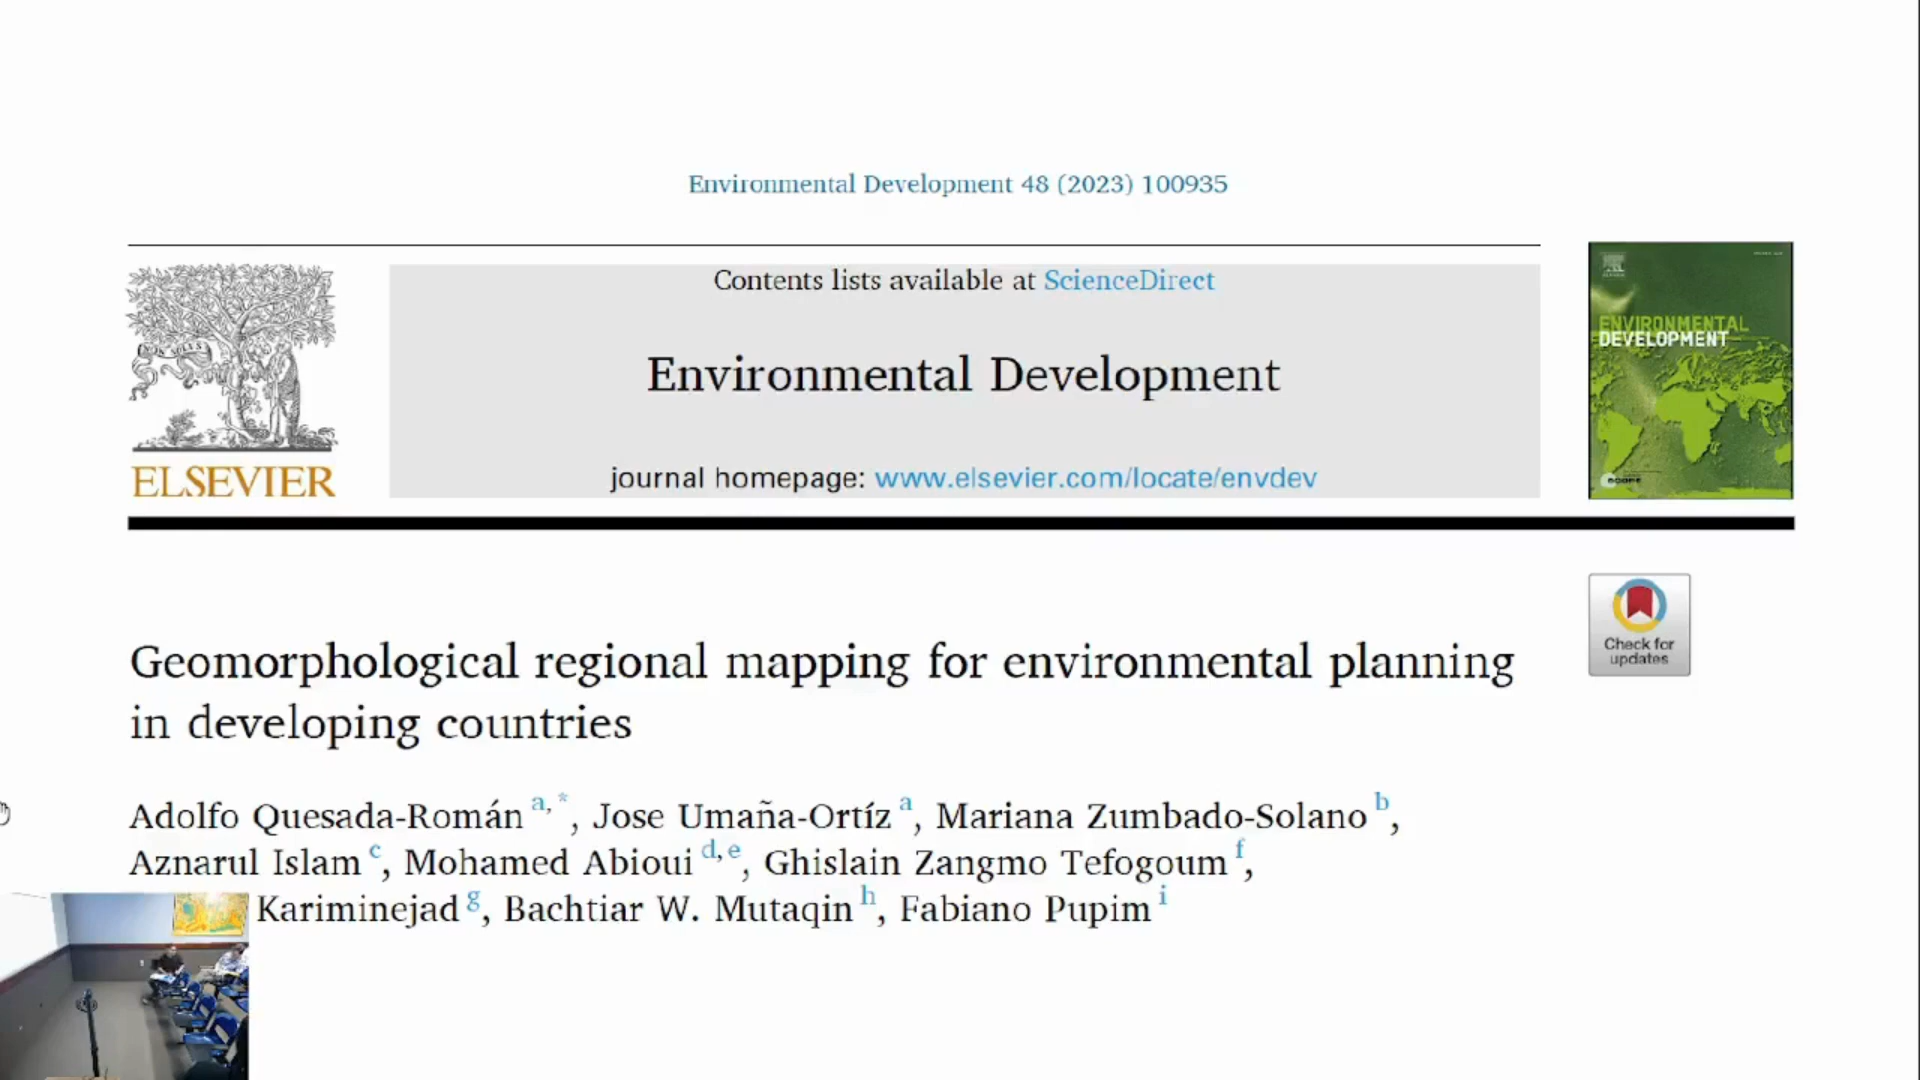 Environmental Development 48 (2023) 100935
Contents lists available at ScienceDirect
Environmental Development
journal homepage: www.elsevier.com/locate/envdev
ELSEVIER
ENVIRONMENTAL
DEVELOPMENT
Check for
updates
Geomorphological regional mapping for environmental planning
in developing countries
Adolfo Quesada-Román a, *, Jose Umaña-Ortíz a, Mariana Zumbado-Solano b,
Aznarul Islam c, Mohamed Abioui d, e, Ghislain Zangmo Tefogoum f,
Kariminejad g, Bachtiar W. Mutaqin h, Fabiano Pupim i